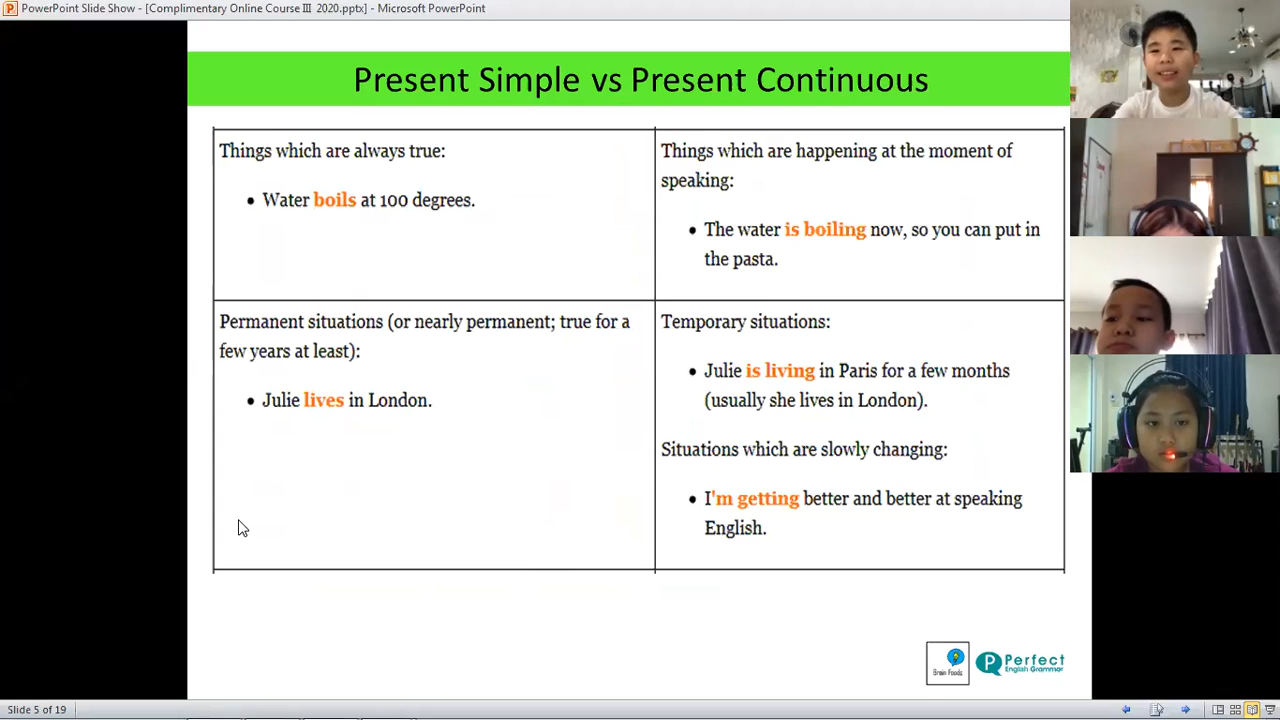 PowerPoint Slide Show - [Complimentary Online Course III 2020.pptx] - Microsoft PowerPoint
Present Simple vs Present Continuous
Things which are always true:
• Water boils at 100 degrees.
Things which are happening at the moment of
speaking:
• The water is boiling now, so you can put in
the pasta.
Permanent situations (or nearly permanent; true for a
few years at least):
• Julie lives in London.
Temporary situations:
• Julie is living in Paris for a few months
(usually she lives in London).
Situations which are slowly changing:
• I'm getting better and better at speaking
English.
Brain Foods
Perfect
English Grammar
Slide 5 of 19